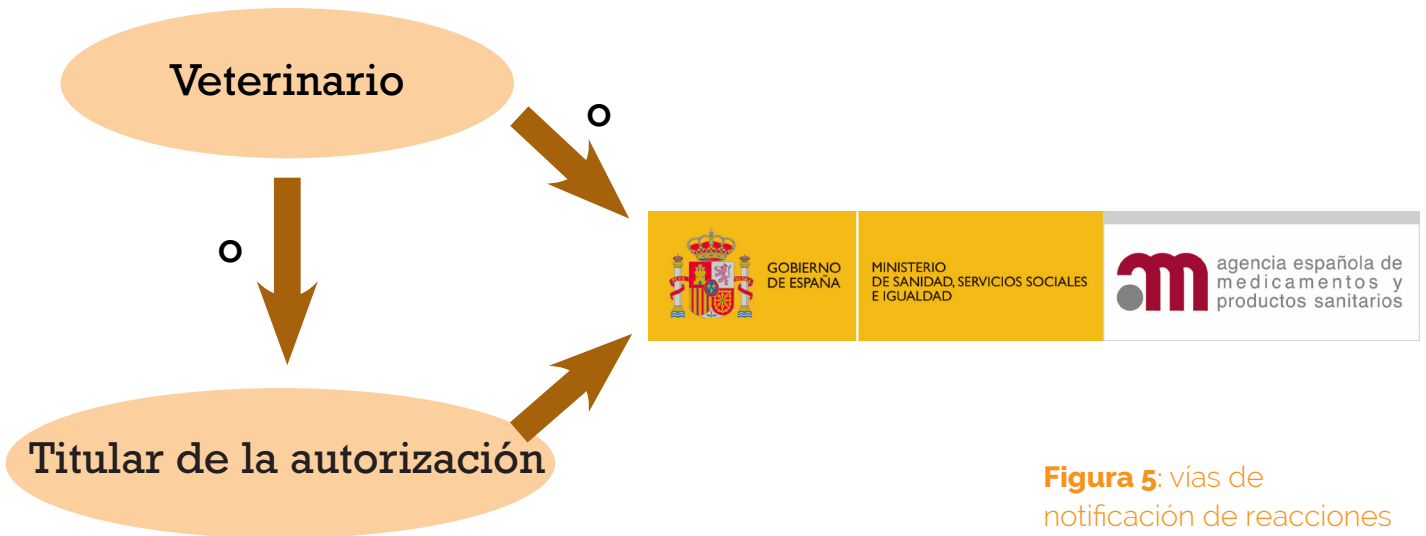 Veterinario
o
o
GOBIERNO
DE ESPAÑA
MINISTERIO
DE SANIDAD, SERVICIOS SOCIALES
E IGUALDAD
agencia española de
medicamentos y
productos sanitarios
Titular de la autorización
Figura 5: vías de
notificación de reacciones